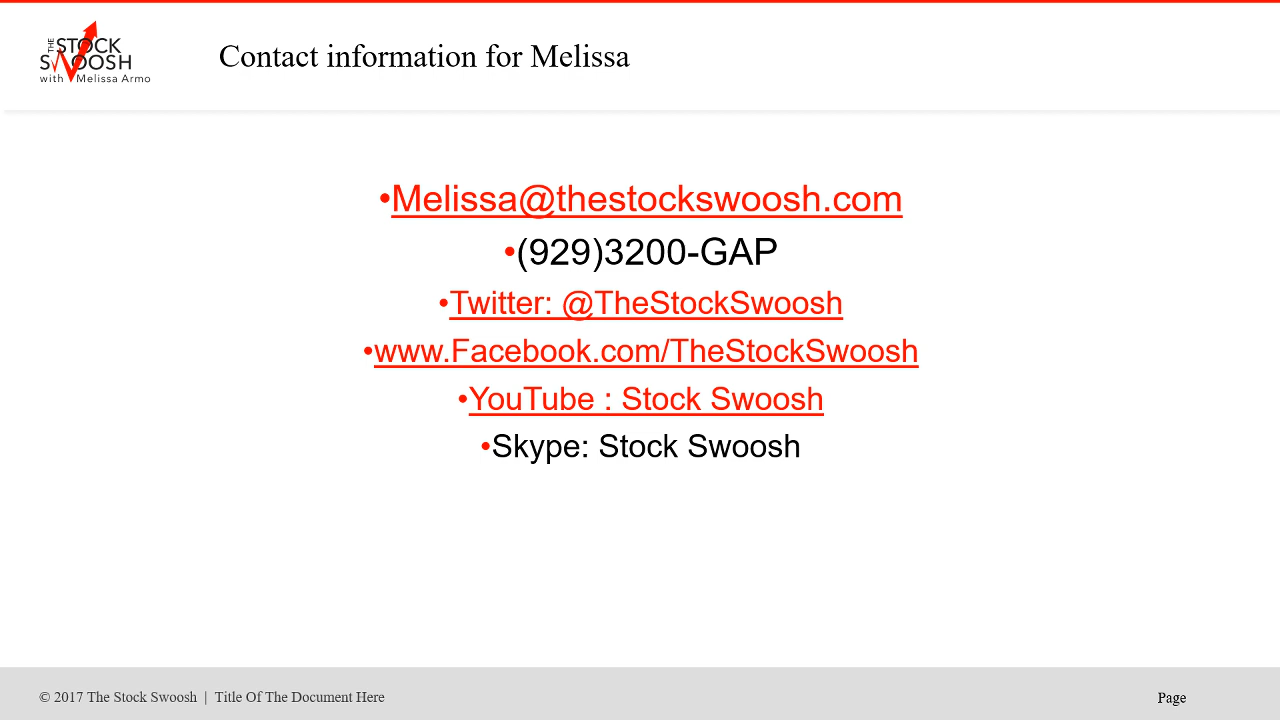 THE STOCK
SWOOSH
with Melissa Armo
Contact information for Melissa
•Melissa@thestockswoosh.com
•(929)3200-GAP
•Twitter: @TheStockSwoosh
•www.Facebook.com/TheStockSwoosh
•YouTube : Stock Swoosh
•Skype: Stock Swoosh
© 2017 The Stock Swoosh | Title Of The Document Here
Page